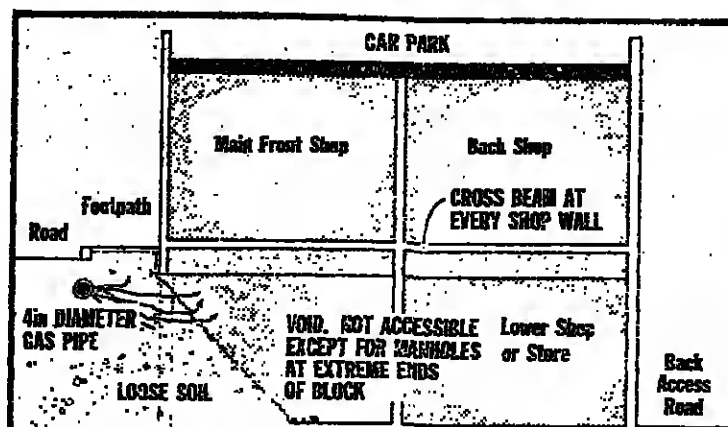 CAR PARK
Main Front Shop
Back Shop
Footpath
Road
CROSS BEAM AT
EVERY SHOP WALL
4in DIAMETER
GAS PIPE
LOOSE SOIL
VOID. NOT ACCESSIBLE
EXCEPT FOR MANHOLES
AT EXTREME ENDS
OF BLOCK
Lower Shop
or Store
Back
Access
Road